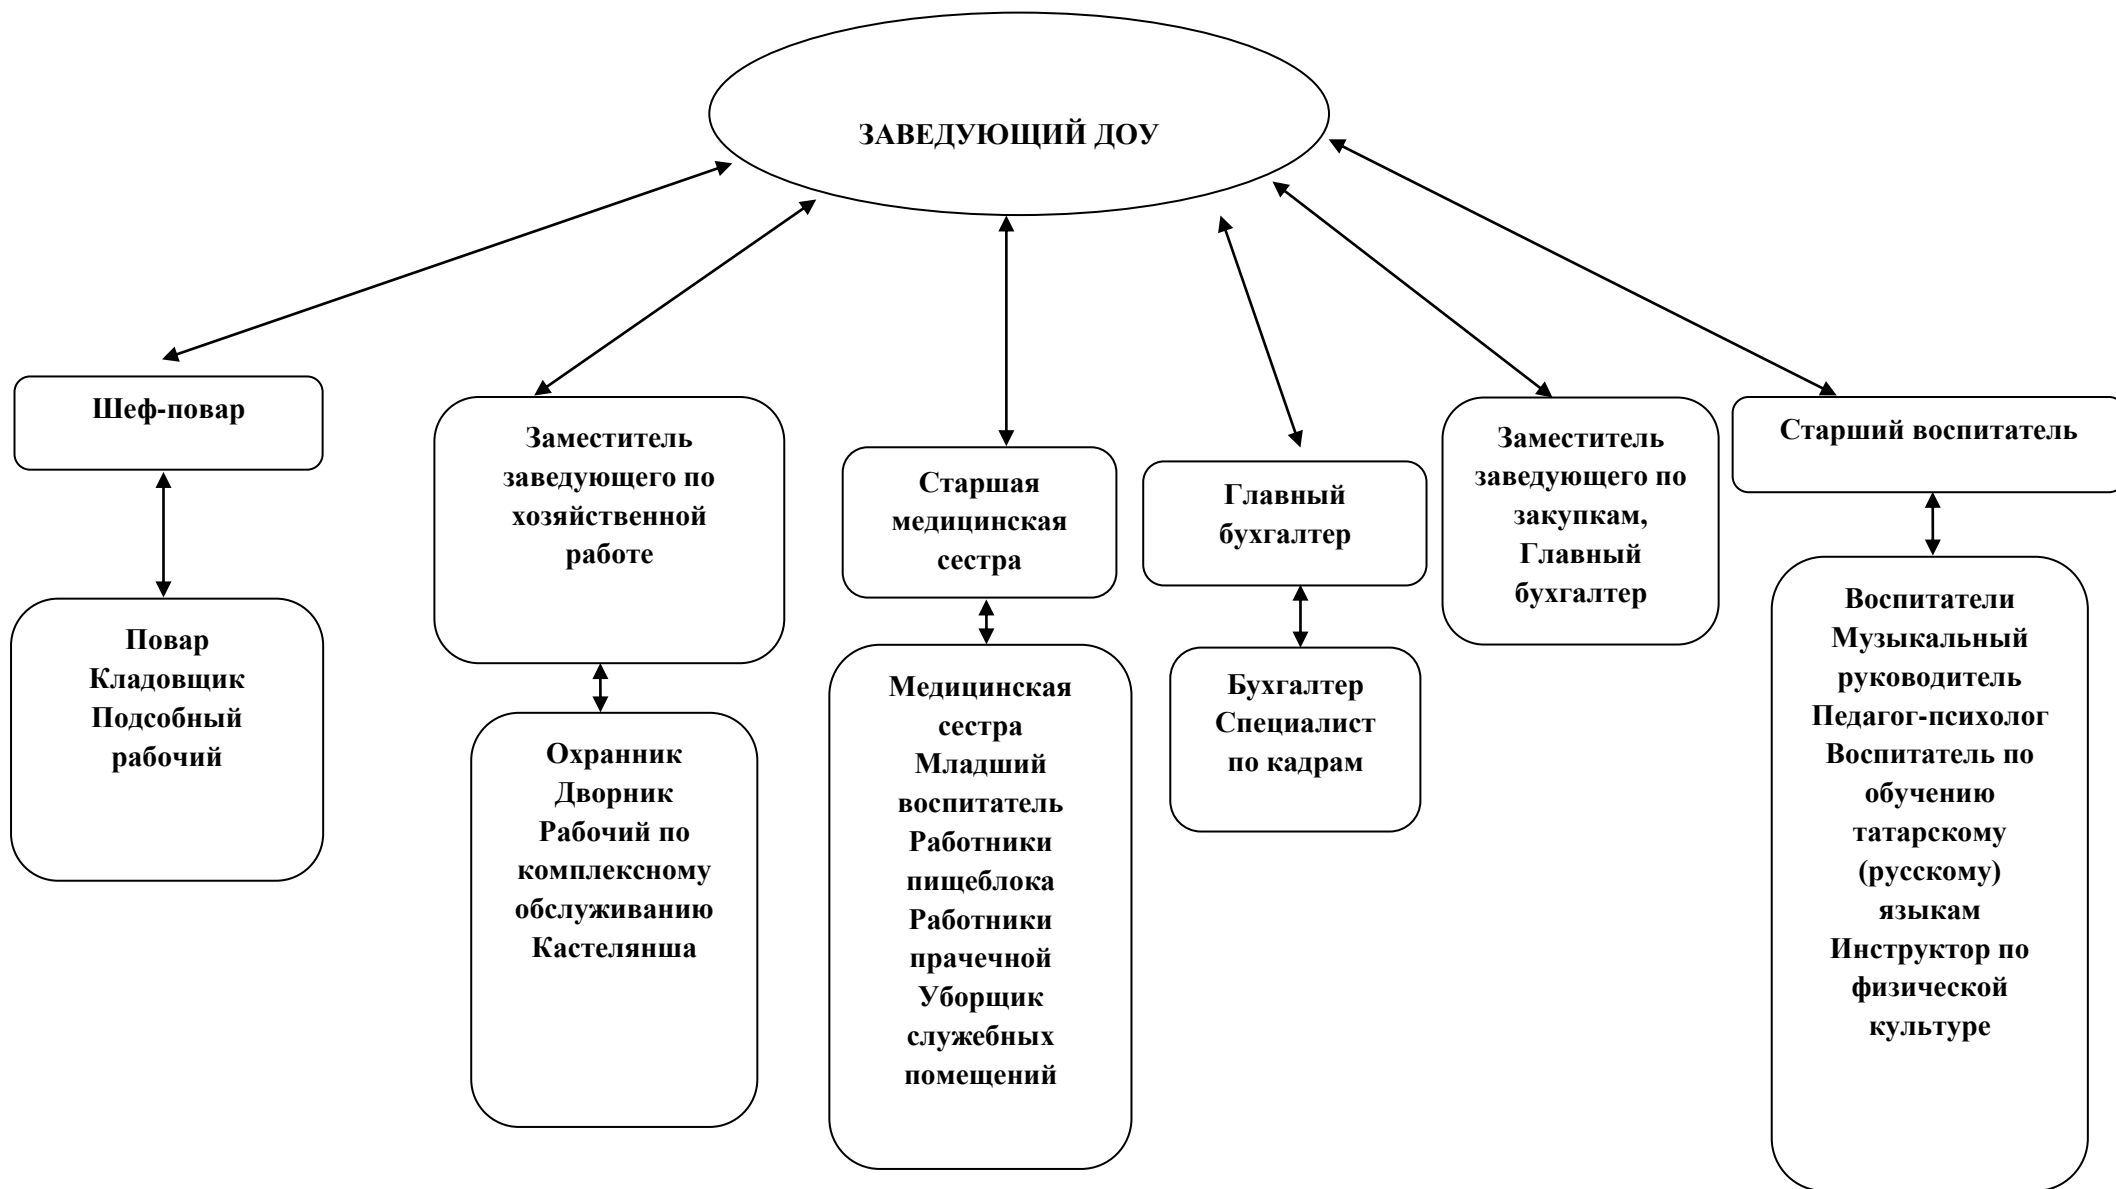 ЗАВЕДУЮЩИЙ ДОУ
Шеф-повар
Повар
Кладовщик
Подсобный
рабочий
Заместитель
заведующего по
хозяйственной
работе
Охранник
Дворник
Рабочий по
комплексному
обслуживанию
Кастелянша
Старшая
медицинская
сестра
Медицинская
сестра
Младший
воспитатель
Работники
пищеблока
Работники
прачечной
Уборщик
служебных
помещений
Главный
бухгалтер
Бухгалтер
Специалист
по кадрам
Заместитель
заведующего по
закупкам,
Главный
бухгалтер
Старший воспитатель
Воспитатели
Музыкальный
руководитель
Педагог-психолог
Воспитатель по
обучению
татарскому
(русскому)
языкам
Инструктор по
физической
культуре